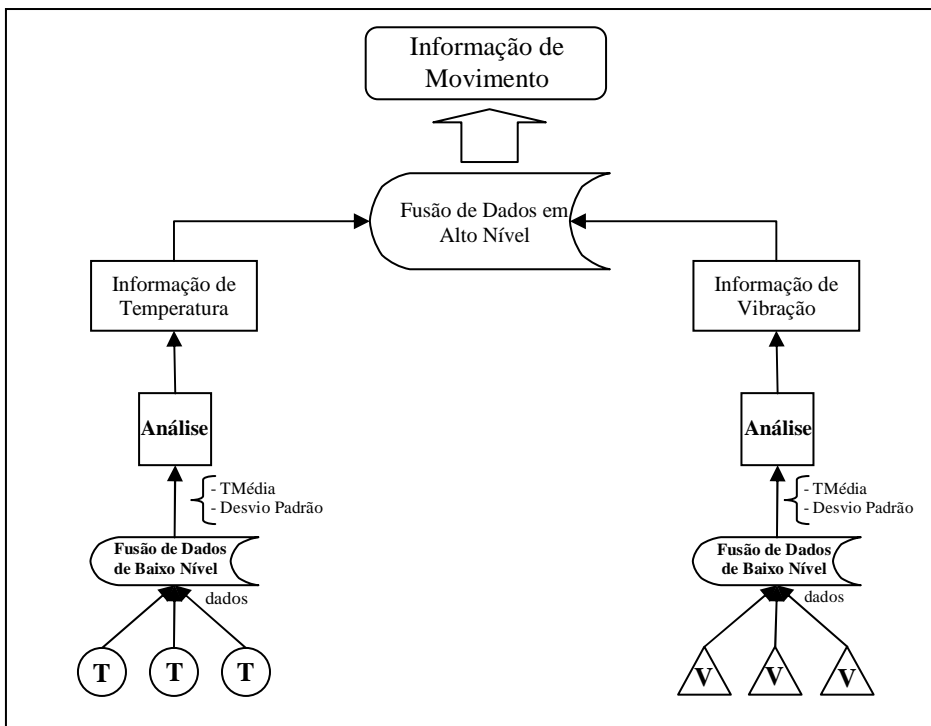 Informação de
Movimento
Fusão de Dados em
Alto Nível
Informação de
Temperatura
Informação de
Vibração
Análise
Análise
- TMédia
- Desvio Padrão
- TMédia
- Desvio Padrão
Fusão de Dados
de Baixo Nível
Fusão de Dados
de Baixo Nível
dados
dados
T T T
V V V